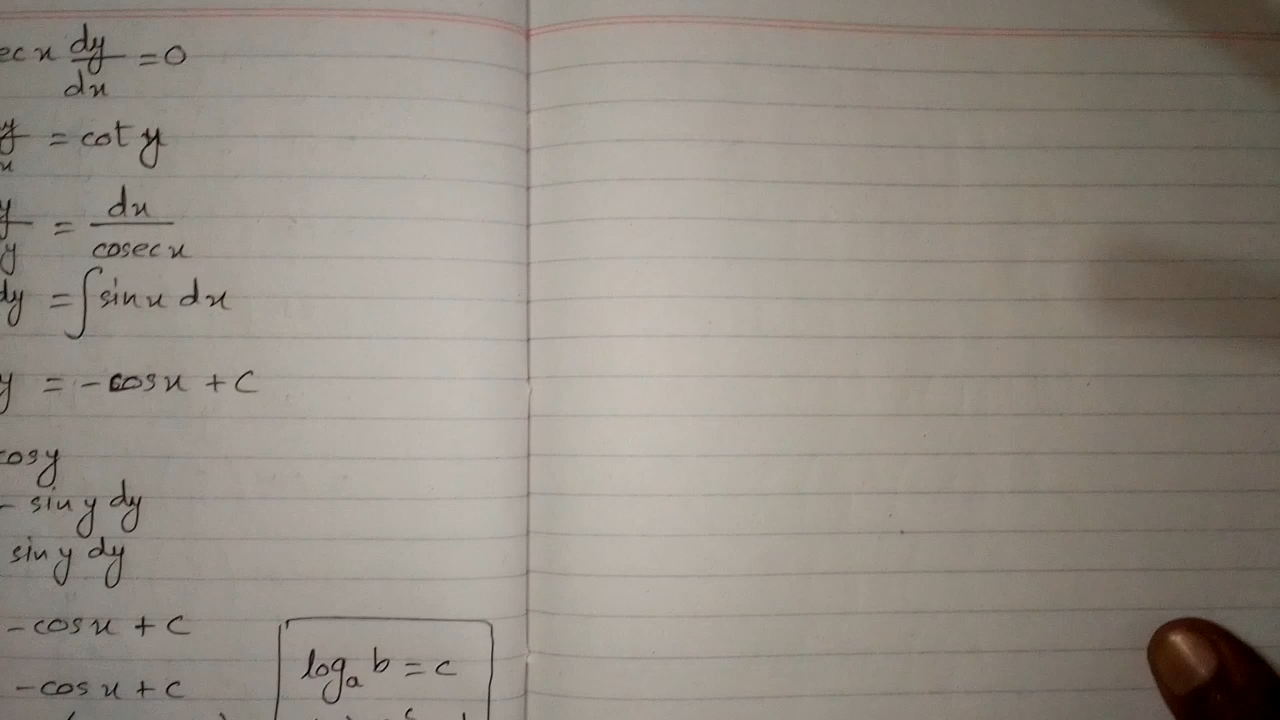 ec x dy/dx = 0
y/x = cot y
y/y = dx/cosec x
dy = ∫ sin x dx
y = - cos x + c
cos y
- sin y dy
sin y dy
- cos x + c
- cos x + c
log_a b = c